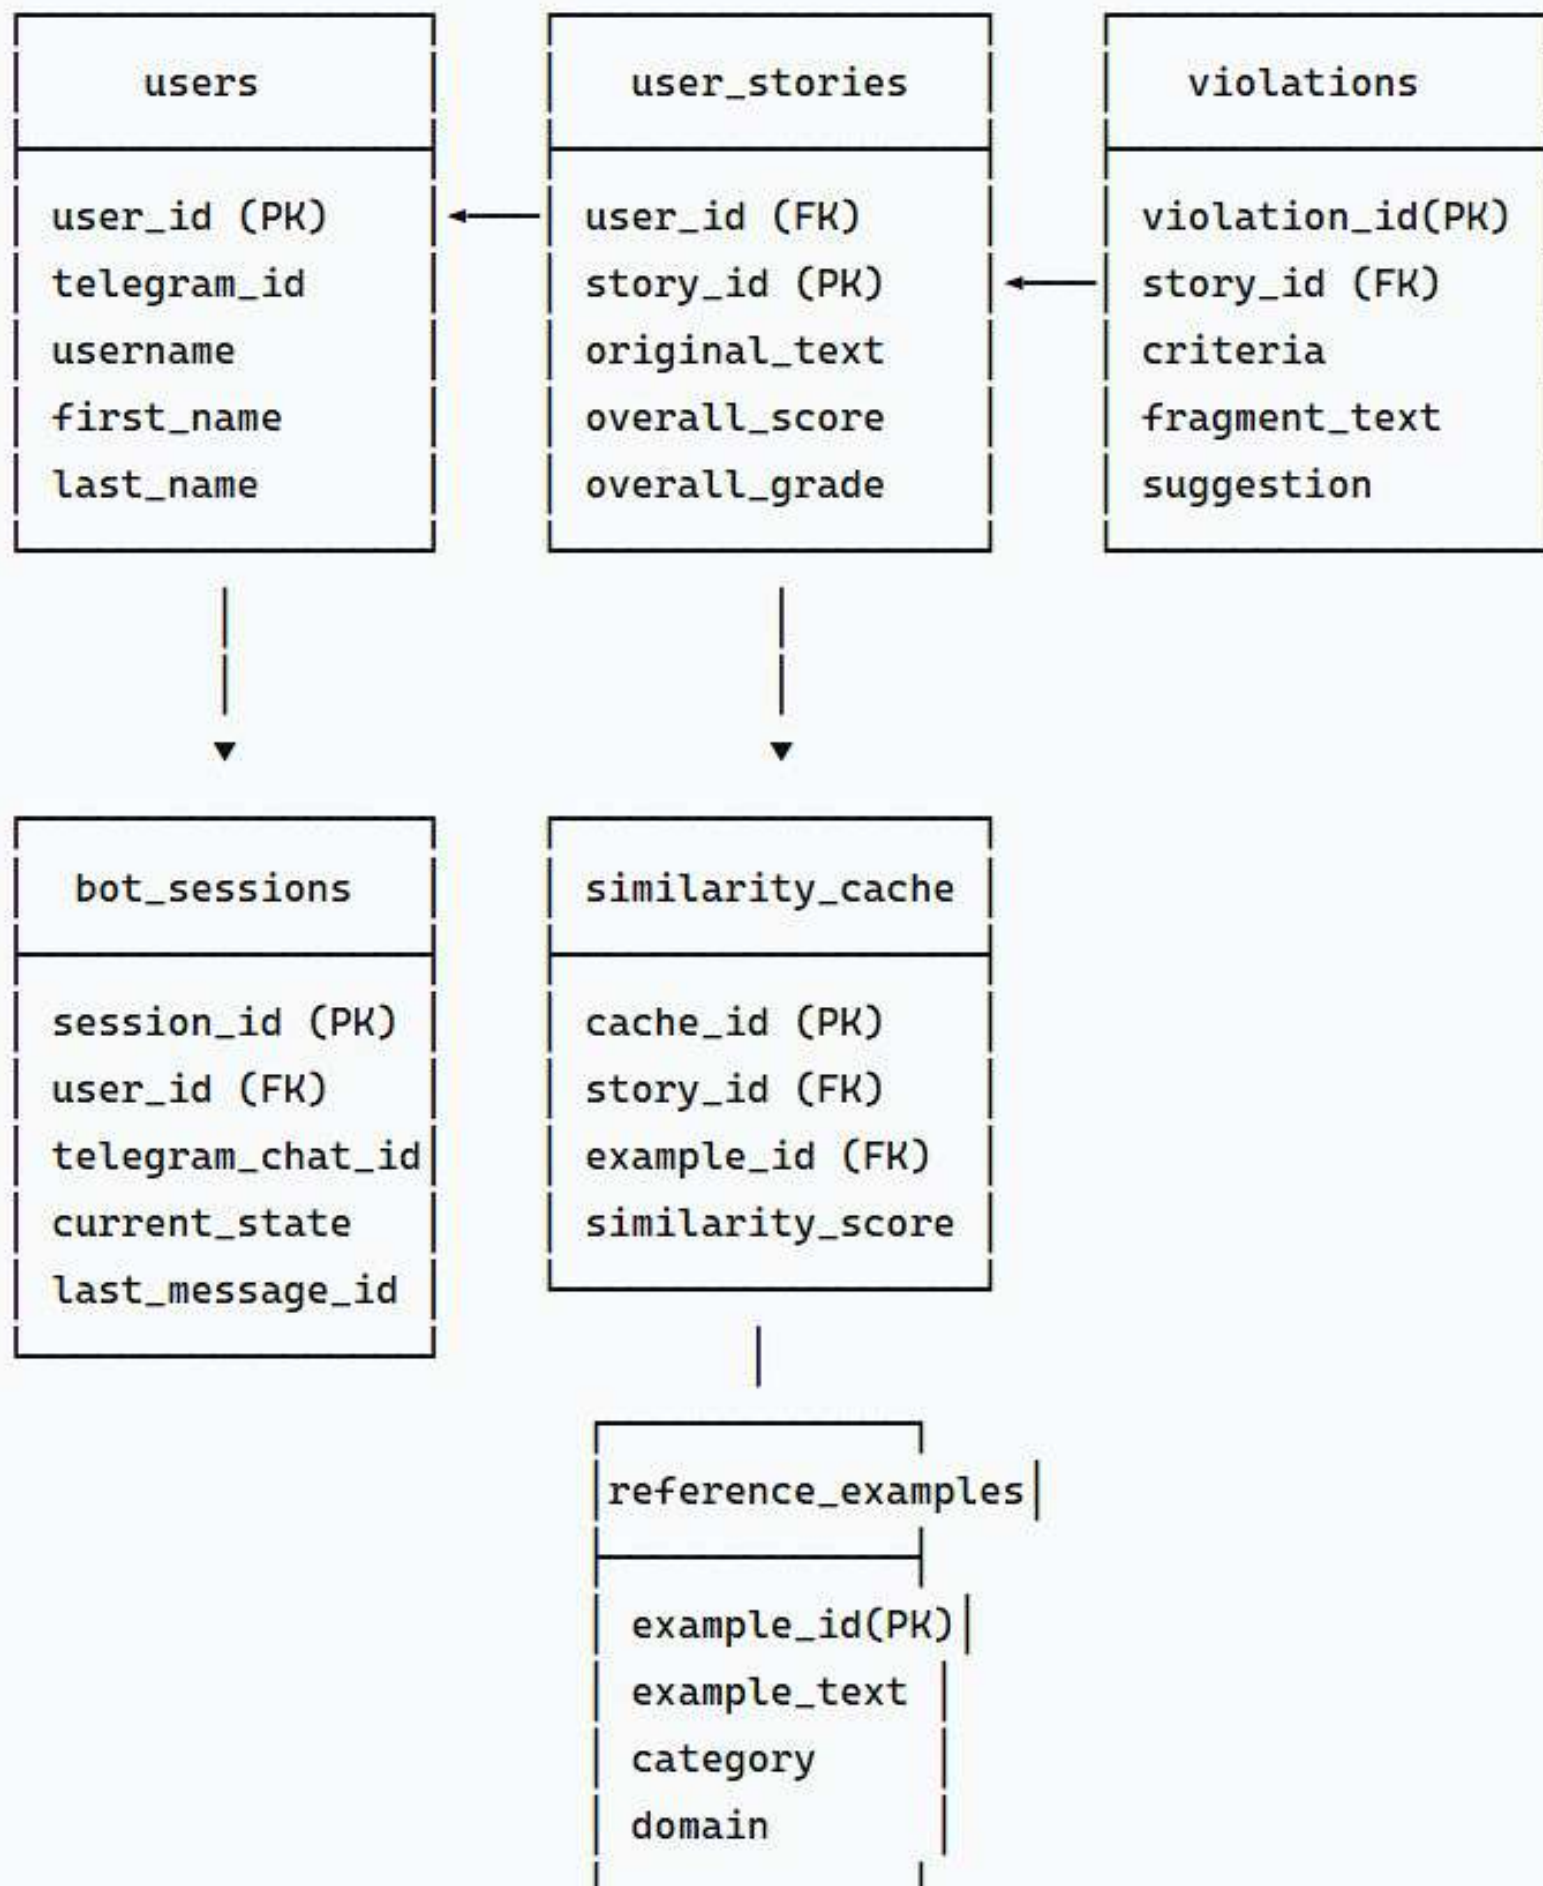 users
user_id (PK)
telegram_id
username
first_name
last_name
user_stories
user_id (FK)
story_id (PK)
original_text
overall_score
overall_grade
violations
violation_id(PK)
story_id (FK)
criteria
fragment_text
suggestion
bot_sessions
session_id (PK)
user_id (FK)
telegram_chat_id
current_state
last_message_id
similarity_cache
cache_id (PK)
story_id (FK)
example_id (FK)
similarity_score
reference_examples
example_id(PK)
example_text
category
domain